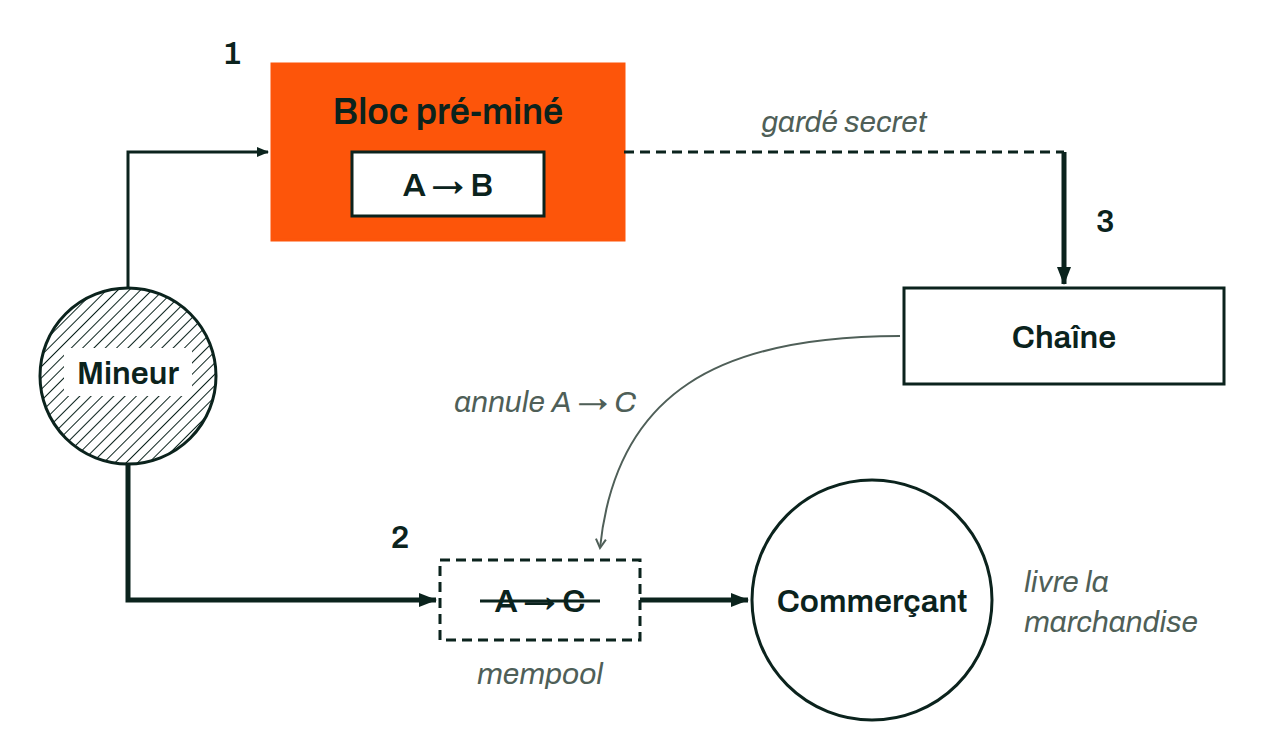 1
Bloc pré-miné
A → B
gardé secret
3
Chaîne
Mineur
annule A → C
2
A → C
mempool
Commerçant
livre la
marchandise